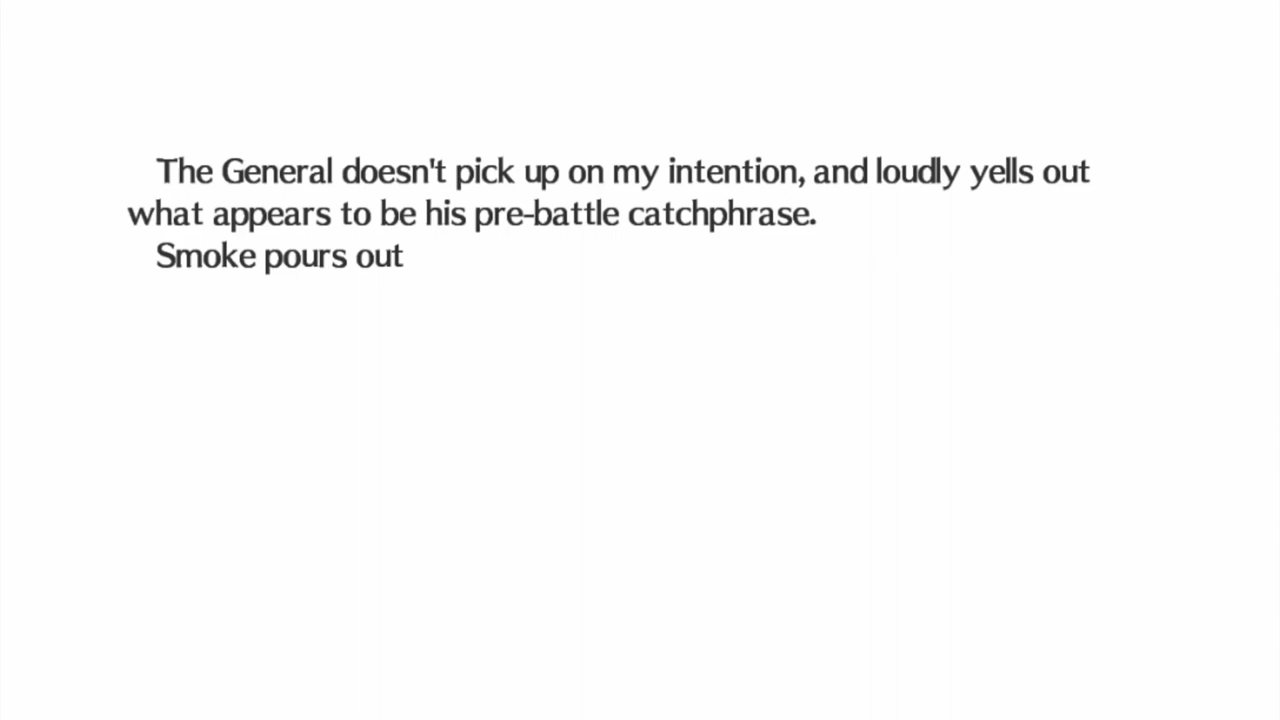 The General doesn't pick up on my intention, and loudly yells out
what appears to be his pre-battle catchphrase.
Smoke pours out